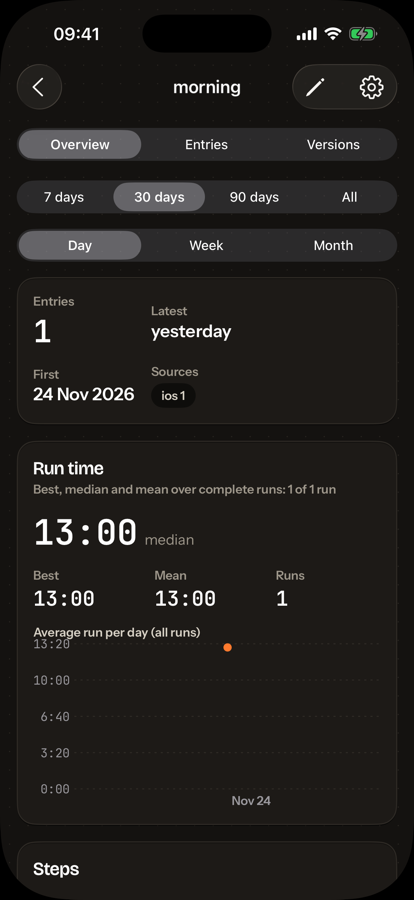 09:41
morning
Overview Entries Versions
7 days 30 days 90 days All
Day Week Month
Entries
1
Latest
yesterday
First
24 Nov 2026
Sources
ios 1
Run time
Best, median and mean over complete runs: 1 of 1 run
13:00 median
Best Mean Runs
13:00 13:00 1
Average run per day (all runs)
13:20
10:00
6:40
3:20
0:00
Nov 24
Steps